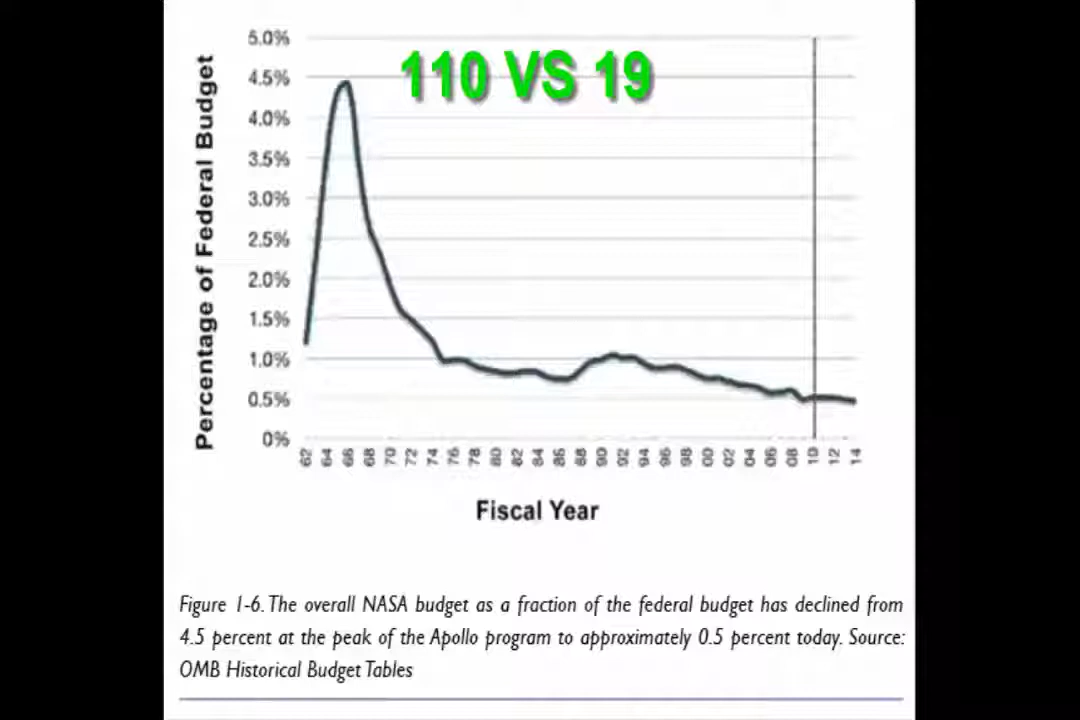 110 VS 19
Percentage of Federal Budget
5.0%
4.5%
4.0%
3.5%
3.0%
2.5%
2.0%
1.5%
1.0%
0.5%
0%
62 64 66 68 70 72 74 76 78 80 82 84 86 88 90 92 94 96 98 00 02 04 06 08 10 12 14
Fiscal Year
Figure 1-6. The overall NASA budget as a fraction of the federal budget has declined from
4.5 percent at the peak of the Apollo program to approximately 0.5 percent today. Source:
OMB Historical Budget Tables